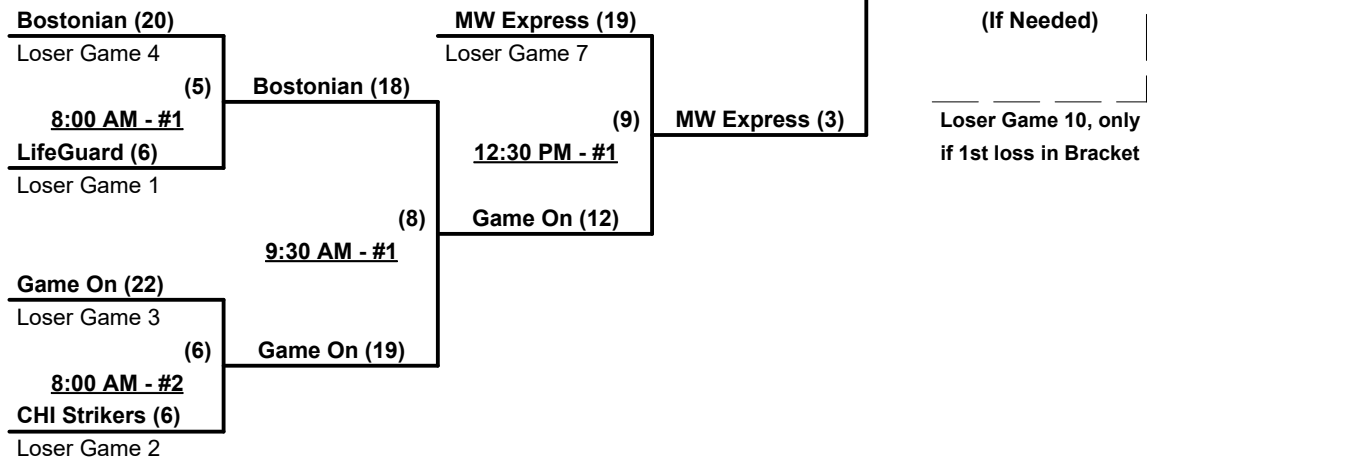 Bostonian (20)
Loser Game 4
(5)
8:00 AM - #1
LifeGuard (6)
Loser Game 1
Bostonian (18)
(8)
9:30 AM - #1
Game On (22)
Loser Game 3
(6)
8:00 AM - #2
CHI Strikers (6)
Loser Game 2
Game On (19)
MW Express (19)
Loser Game 7
(9)
12:30 PM - #1
Game On (12)
MW Express (3)
(If Needed)
Loser Game 10, only
if 1st loss in Bracket